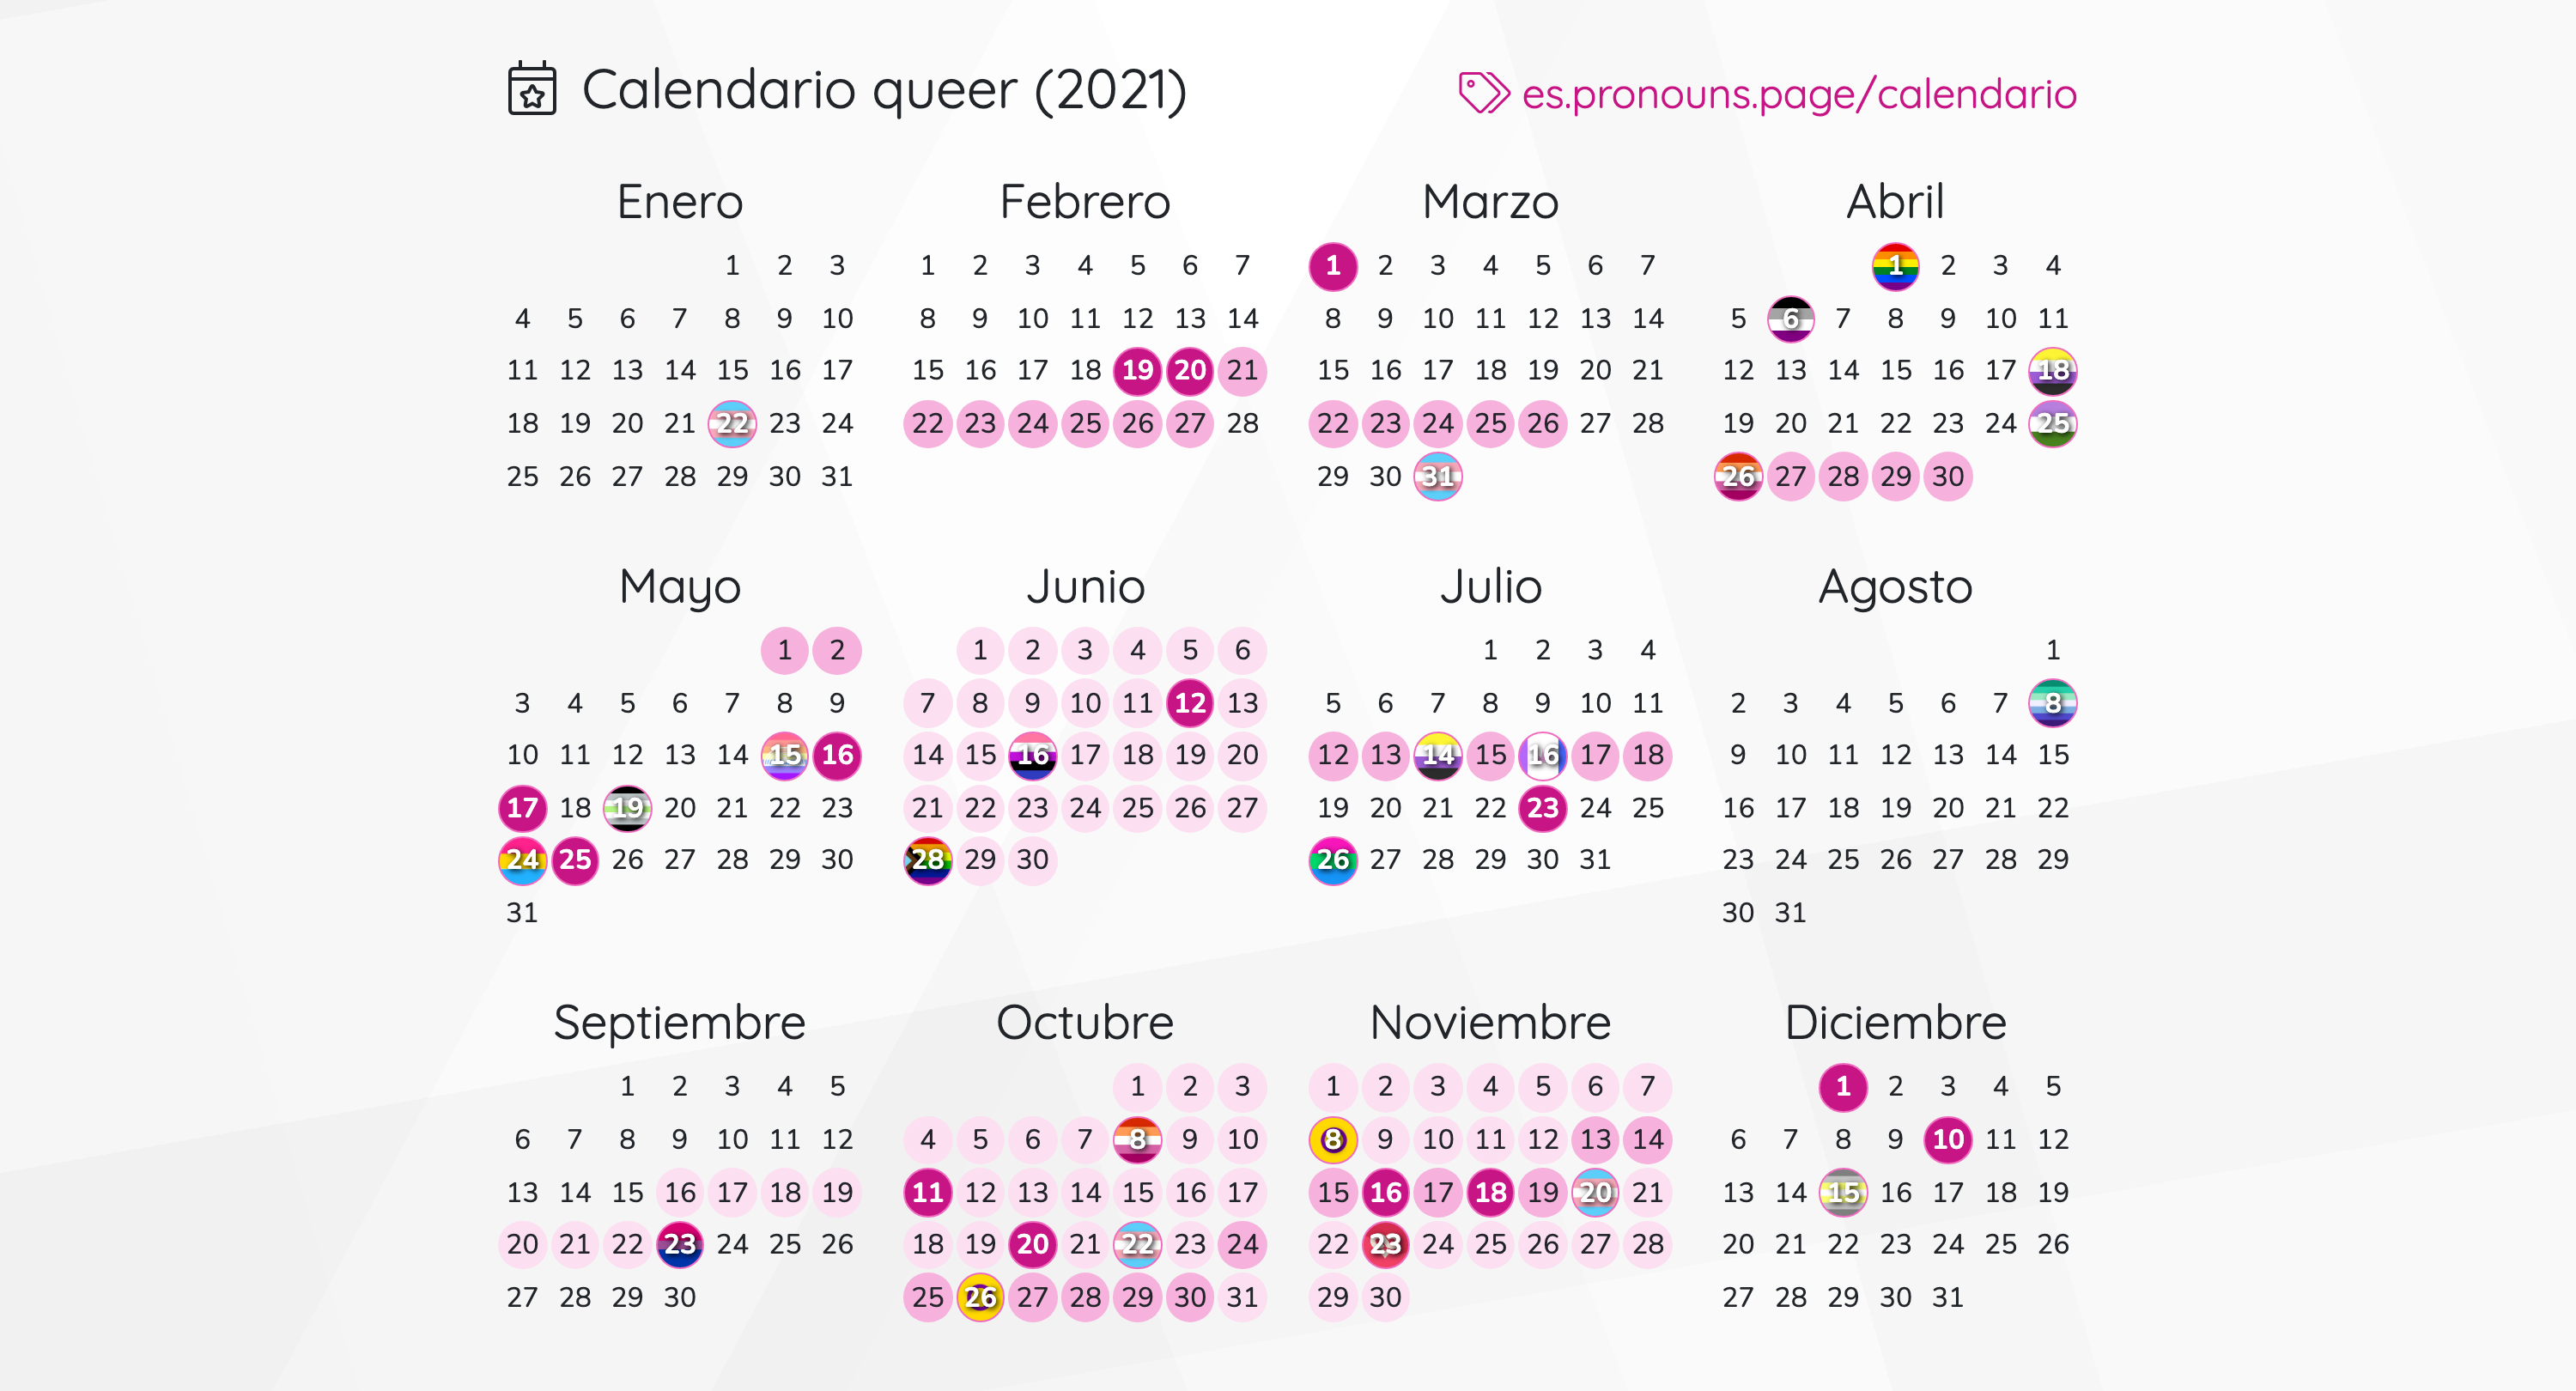 Calendario queer (2021)
es.pronouns.page/calendario
Enero
1 2 3
4 5 6 7 8 9 10
11 12 13 14 15 16 17
18 19 20 21 22 23 24
25 26 27 28 29 30 31
Febrero
1 2 3 4 5 6 7
8 9 10 11 12 13 14
15 16 17 18 19 20 21
22 23 24 25 26 27 28
Marzo
1 2 3 4 5 6 7
8 9 10 11 12 13 14
15 16 17 18 19 20 21
22 23 24 25 26 27 28
29 30 31
Abril
1 2 3 4
5 6 7 8 9 10 11
12 13 14 15 16 17 18
19 20 21 22 23 24 25
26 27 28 29 30
Mayo
1 2
3 4 5 6 7 8 9
10 11 12 13 14 15 16
17 18 19 20 21 22 23
24 25 26 27 28 29 30
31
Junio
1 2 3 4 5 6
7 8 9 10 11 12 13
14 15 16 17 18 19 20
21 22 23 24 25 26 27
28 29 30
Julio
1 2 3 4
5 6 7 8 9 10 11
12 13 14 15 16 17 18
19 20 21 22 23 24 25
26 27 28 29 30 31
Agosto
1
2 3 4 5 6 7 8
9 10 11 12 13 14 15
16 17 18 19 20 21 22
23 24 25 26 27 28 29
30 31
Septiembre
1 2 3 4 5
6 7 8 9 10 11 12
13 14 15 16 17 18 19
20 21 22 23 24 25 26
27 28 29 30
Octubre
1 2 3
4 5 6 7 8 9 10
11 12 13 14 15 16 17
18 19 20 21 22 23 24
25 26 27 28 29 30 31
Noviembre
1 2 3 4 5 6 7
8 9 10 11 12 13 14
15 16 17 18 19 20 21
22 23 24 25 26 27 28
29 30
Diciembre
1 2 3 4 5
6 7 8 9 10 11 12
13 14 15 16 17 18 19
20 21 22 23 24 25 26
27 28 29 30 31